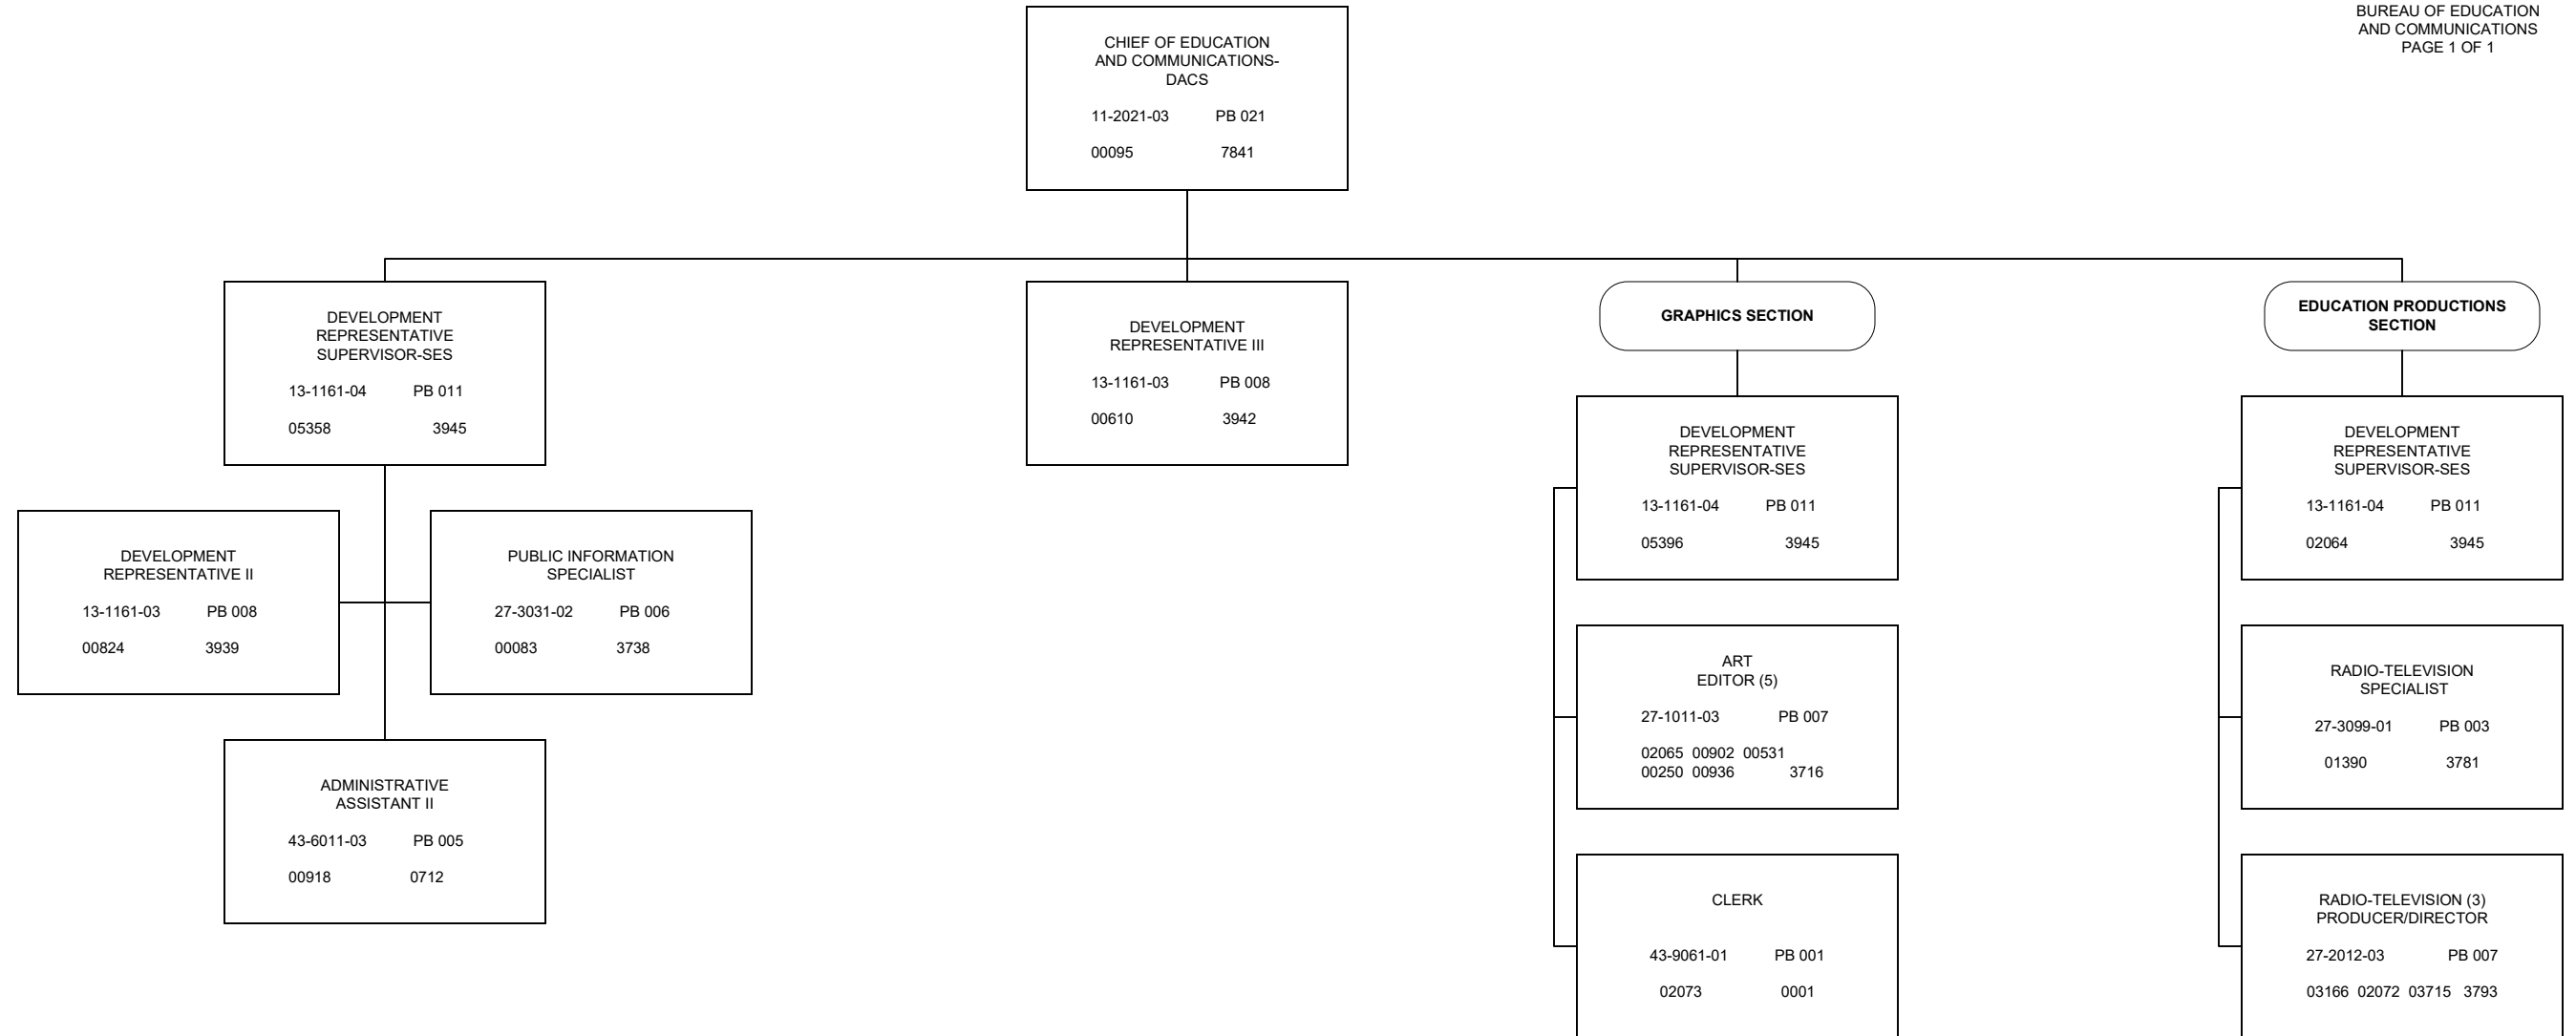 BUREAU OF EDUCATION
AND COMMUNICATIONS
PAGE 1 OF 1
CHIEF OF EDUCATION
AND COMMUNICATIONS-
DACS
11-2021-03 PB 021
00095 7841
DEVELOPMENT
REPRESENTATIVE
SUPERVISOR-SES
13-1161-04 PB 011
05358 3945
DEVELOPMENT
REPRESENTATIVE II
13-1161-03 PB 008
00824 3939
PUBLIC INFORMATION
SPECIALIST
27-3031-02 PB 006
00083 3738
ADMINISTRATIVE
ASSISTANT II
43-6011-03 PB 005
00918 0712
DEVELOPMENT
REPRESENTATIVE III
13-1161-03 PB 008
00610 3942
GRAPHICS SECTION
DEVELOPMENT
REPRESENTATIVE
SUPERVISOR-SES
13-1161-04 PB 011
05396 3945
ART
EDITOR (5)
27-1011-03 PB 007
02065 00902 00531
00250 00936 3716
CLERK
43-9061-01 PB 001
02073 0001
EDUCATION PRODUCTIONS
SECTION
DEVELOPMENT
REPRESENTATIVE
SUPERVISOR-SES
13-1161-04 PB 011
02064 3945
RADIO-TELEVISION
SPECIALIST
27-3099-01 PB 003
01390 3781
RADIO-TELEVISION (3)
PRODUCER/DIRECTOR
27-2012-03 PB 007
03166 02072 03715 3793